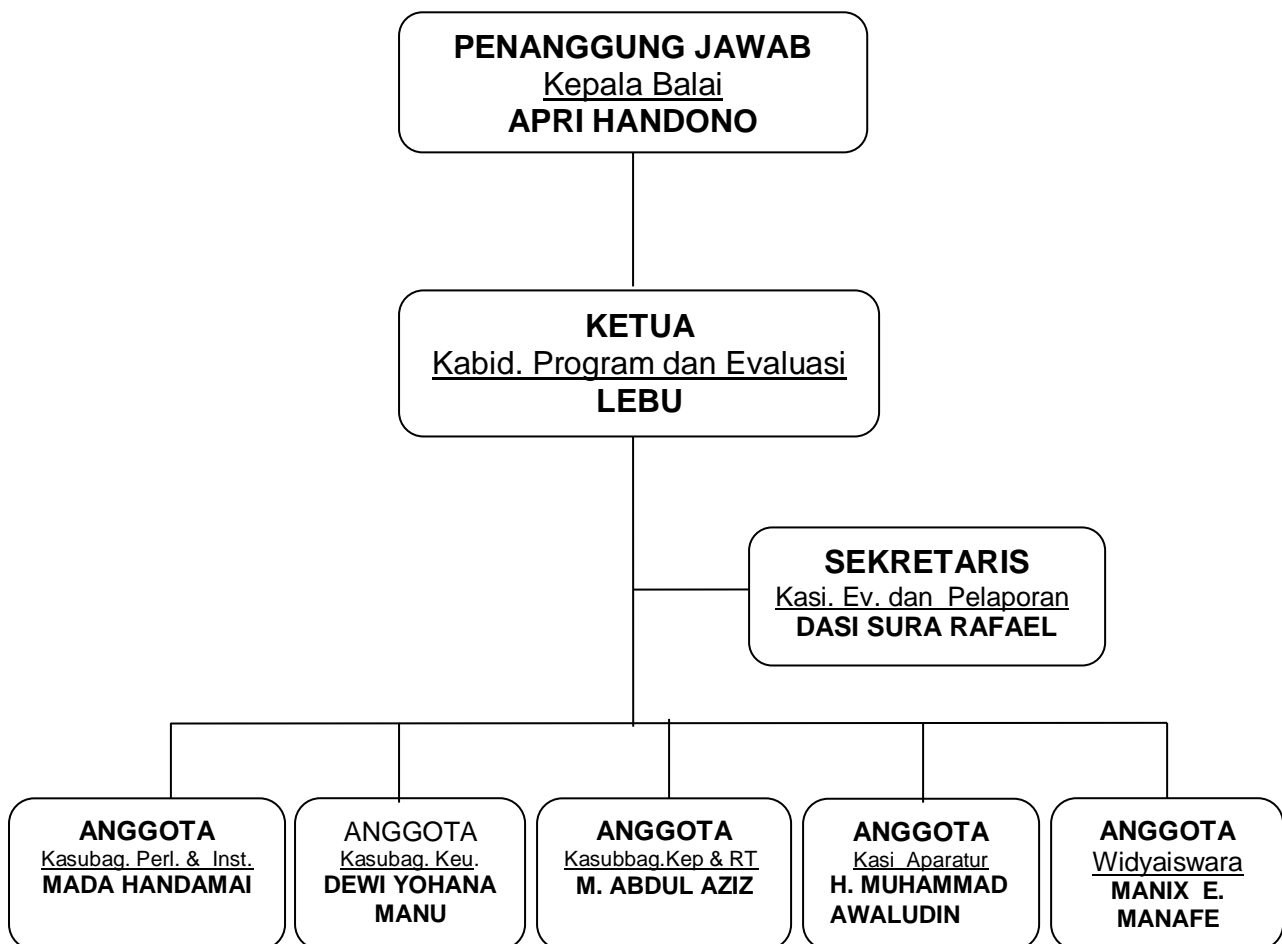 PENANGGUNG JAWAB
Kepala Balai
APRI HANDONO
KETUA
Kabid. Program dan Evaluasi
LEBU
SEKRETARIS
Kasi. Ev. dan Pelaporan
DASI SURA RAFAEL
ANGGOTA
Kasubag. Perl. & Inst.
MADA HANDAMAI
ANGGOTA
Kasubag. Keu.
DEWI YOHANA
MANU
ANGGOTA
Kasubbag.Kep & RT
M. ABDUL AZIZ
ANGGOTA
Kasi Aparatur
H. MUHAMMAD
AWALUDIN
ANGGOTA
Widyaiswara
MANIX E.
MANAFE